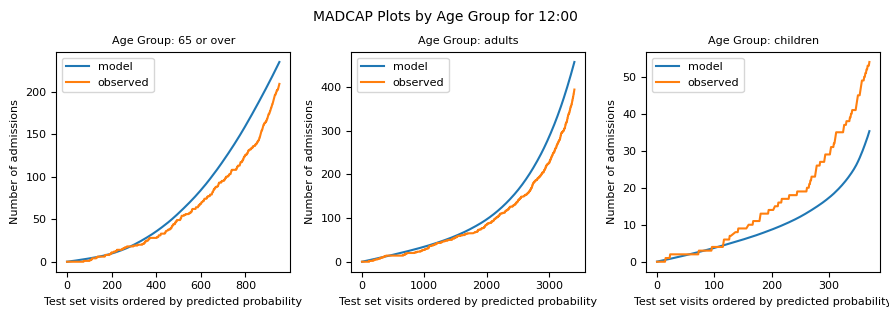 MADCAP Plots by Age Group for 12:00
Age Group: 65 or over
Number of admissions
200
150
100
50
0
model
observed
0 200 400 600 800
Test set visits ordered by predicted probability
Age Group: adults
Number of admissions
400
300
200
100
0
model
observed
0 1000 2000 3000
Test set visits ordered by predicted probability
Age Group: children
Number of admissions
50
40
30
20
10
0
model
observed
0 100 200 300
Test set visits ordered by predicted probability